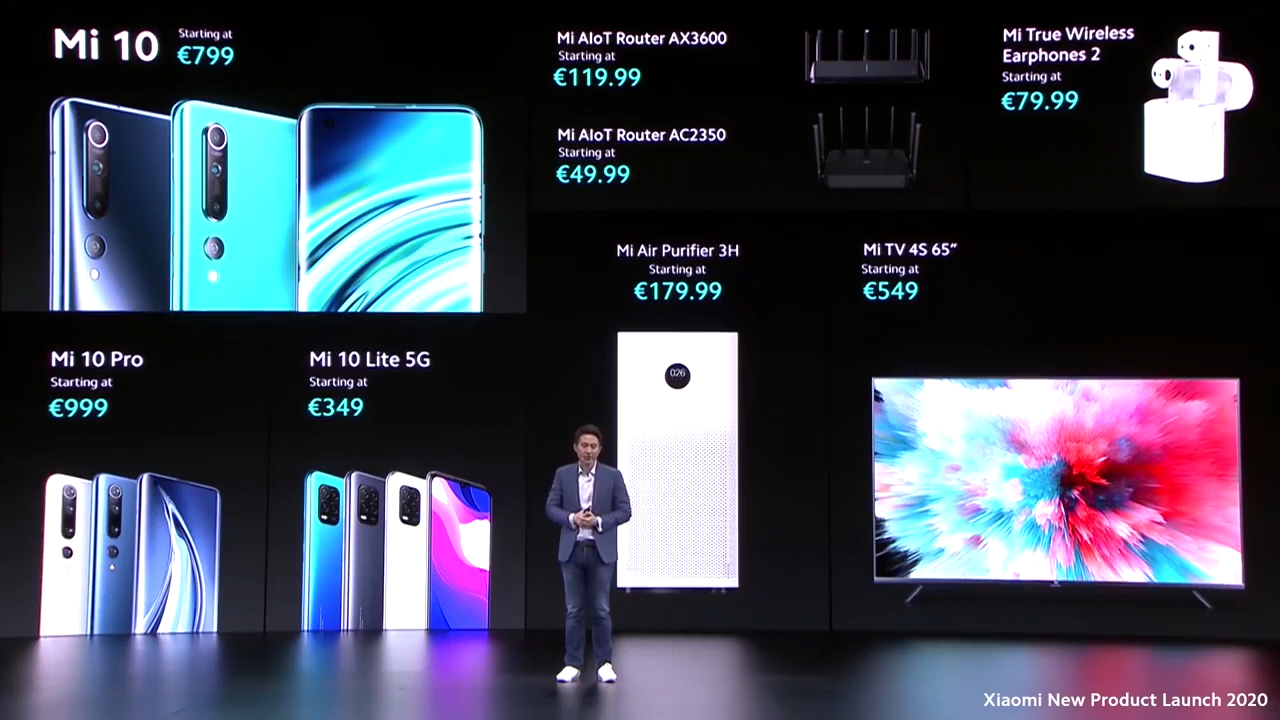 Mi 10
Starting at
€799
Mi AIoT Router AX3600
Starting at
€119.99
Mi AIoT Router AC2350
Starting at
€49.99
Mi True Wireless
Earphones 2
Starting at
€79.99
Mi Air Purifier 3H
Starting at
€179.99
Mi TV 4S 65”
Starting at
€549
Mi 10 Pro
Starting at
€999
Mi 10 Lite 5G
Starting at
€349
026
Xiaomi New Product Launch 2020